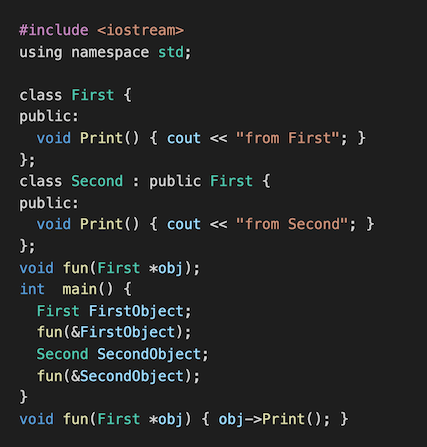 #include <iostream>
using namespace std;

class First {
public:
  void Print() { cout << "from First"; }
};
class Second : public First {
public:
  void Print() { cout << "from Second"; }
};
void fun(First *obj);
int  main() {
  First FirstObject;
  fun(&FirstObject);
  Second SecondObject;
  fun(&SecondObject);
}
void fun(First *obj) { obj->Print(); }